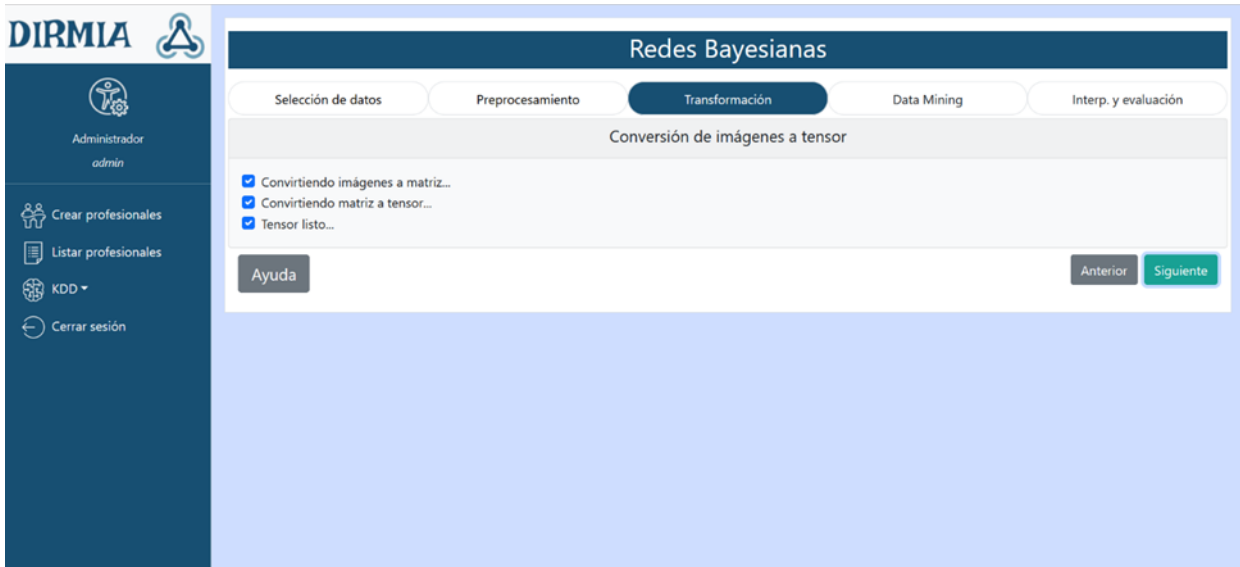 DIRMIA
Administrador
admin
Crear profesionales
Listar profesionales
KDD
Cerrar sesión
Redes Bayesianas
Selección de datos Preprocesamiento Transformación Data Mining Interp. y evaluación
Conversión de imágenes a tensor
Convirtiendo imágenes a matriz...
Convirtiendo matriz a tensor...
Tensor listo...
Ayuda Anterior Siguiente